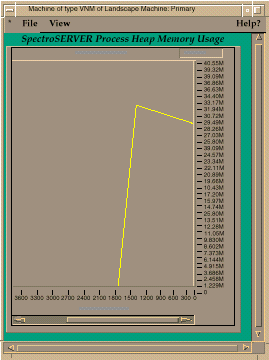 Machine of type VNM of Landscape Machine: Primary
File View Help?
SpectroSERVER Process Heap Memory Usage
40.55M
39.32M
38.09M
36.86M
36.63M
34.40M
33.17M
31.94M
30.72M
29.49M
28.26M
27.03M
25.80M
25.09M
24.57M
23.34M
22.11M
20.89M
19.66M
18.43M
17.20M
15.97M
14.74M
13.51M
12.28M
11.06M
9.830M
8.602M
7.373M
6.144M
4.915M
3.686M
2.458M
1.229M
0
3600 3300 3000 2700 2400 2100 1800 1500 1200 900 600 300 0